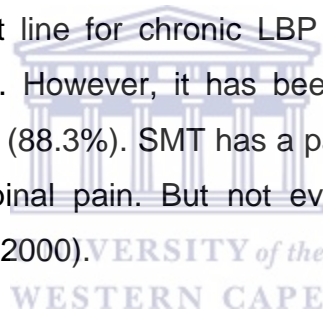 t line for chronic LBP
. However, it has bee
(88.3%). SMT has a pa
inal pain. But not ev
2000).
VERSITY of the
WESTERN CAPE